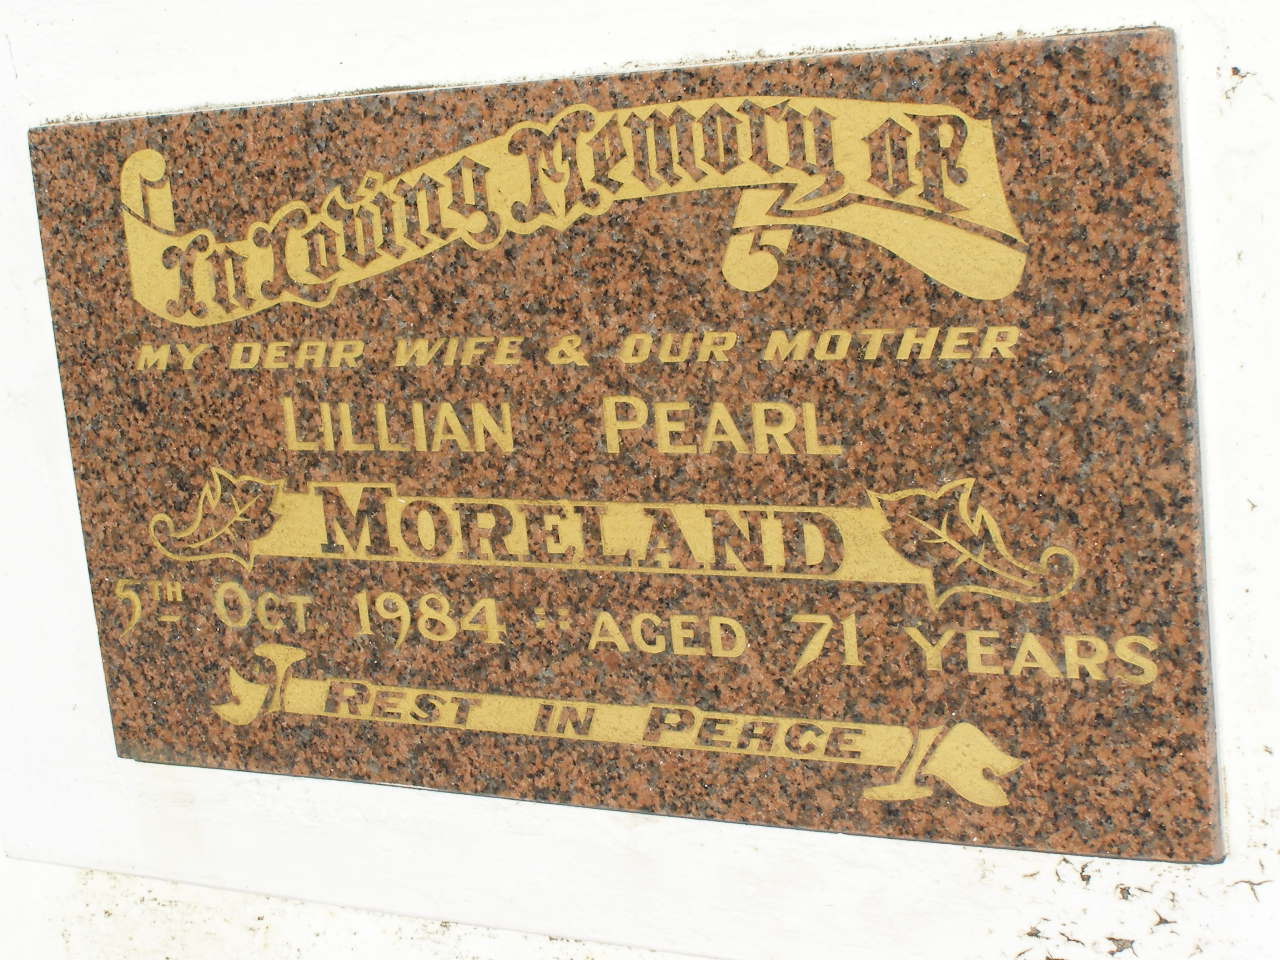 In Loving Memory of
MY DEAR WIFE & OUR MOTHER
LILLIAN PEARL
MORELAND
5TH OCT 1984 :: AGED 71 YEARS
REST IN PEACE